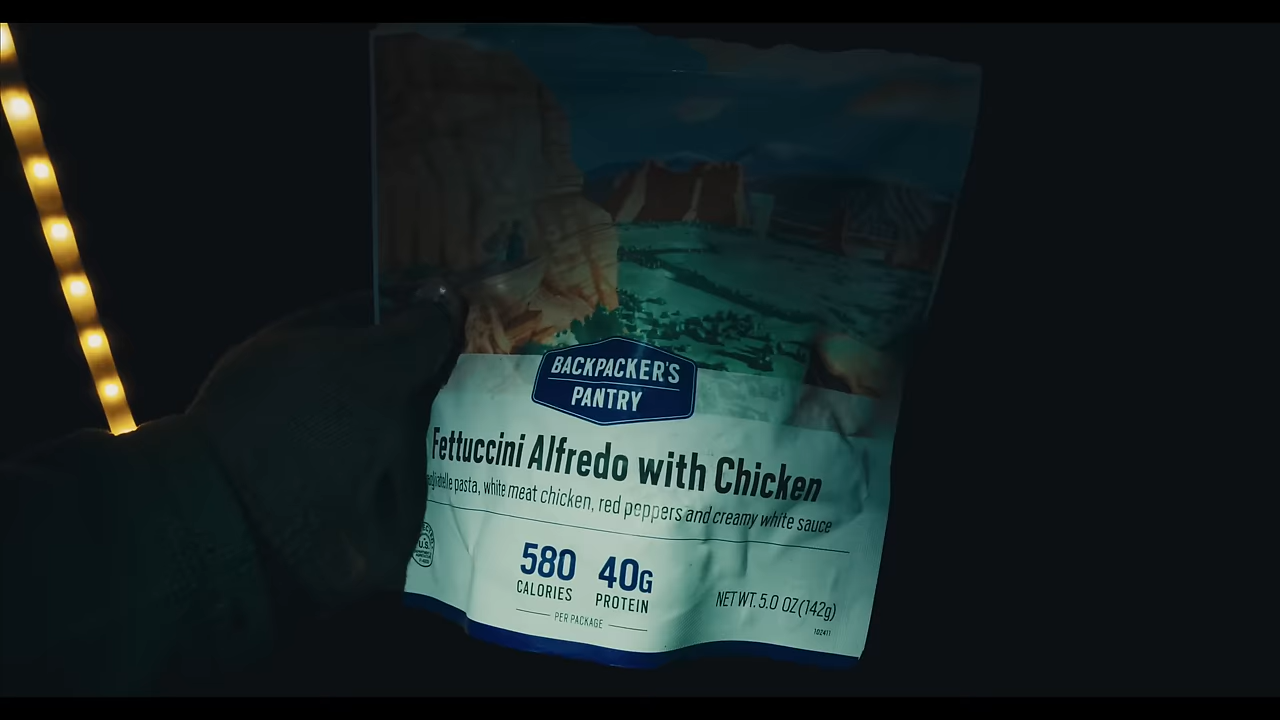 BACKPACKER'S
PANTRY
Fettuccini Alfredo with Chicken
pasta, white meat chicken, red peppers and creamy white sauce
580 40G
CALORIES PROTEIN
PER PACKAGE
NET WT. 5.0 OZ (142g)
102411
U.S.